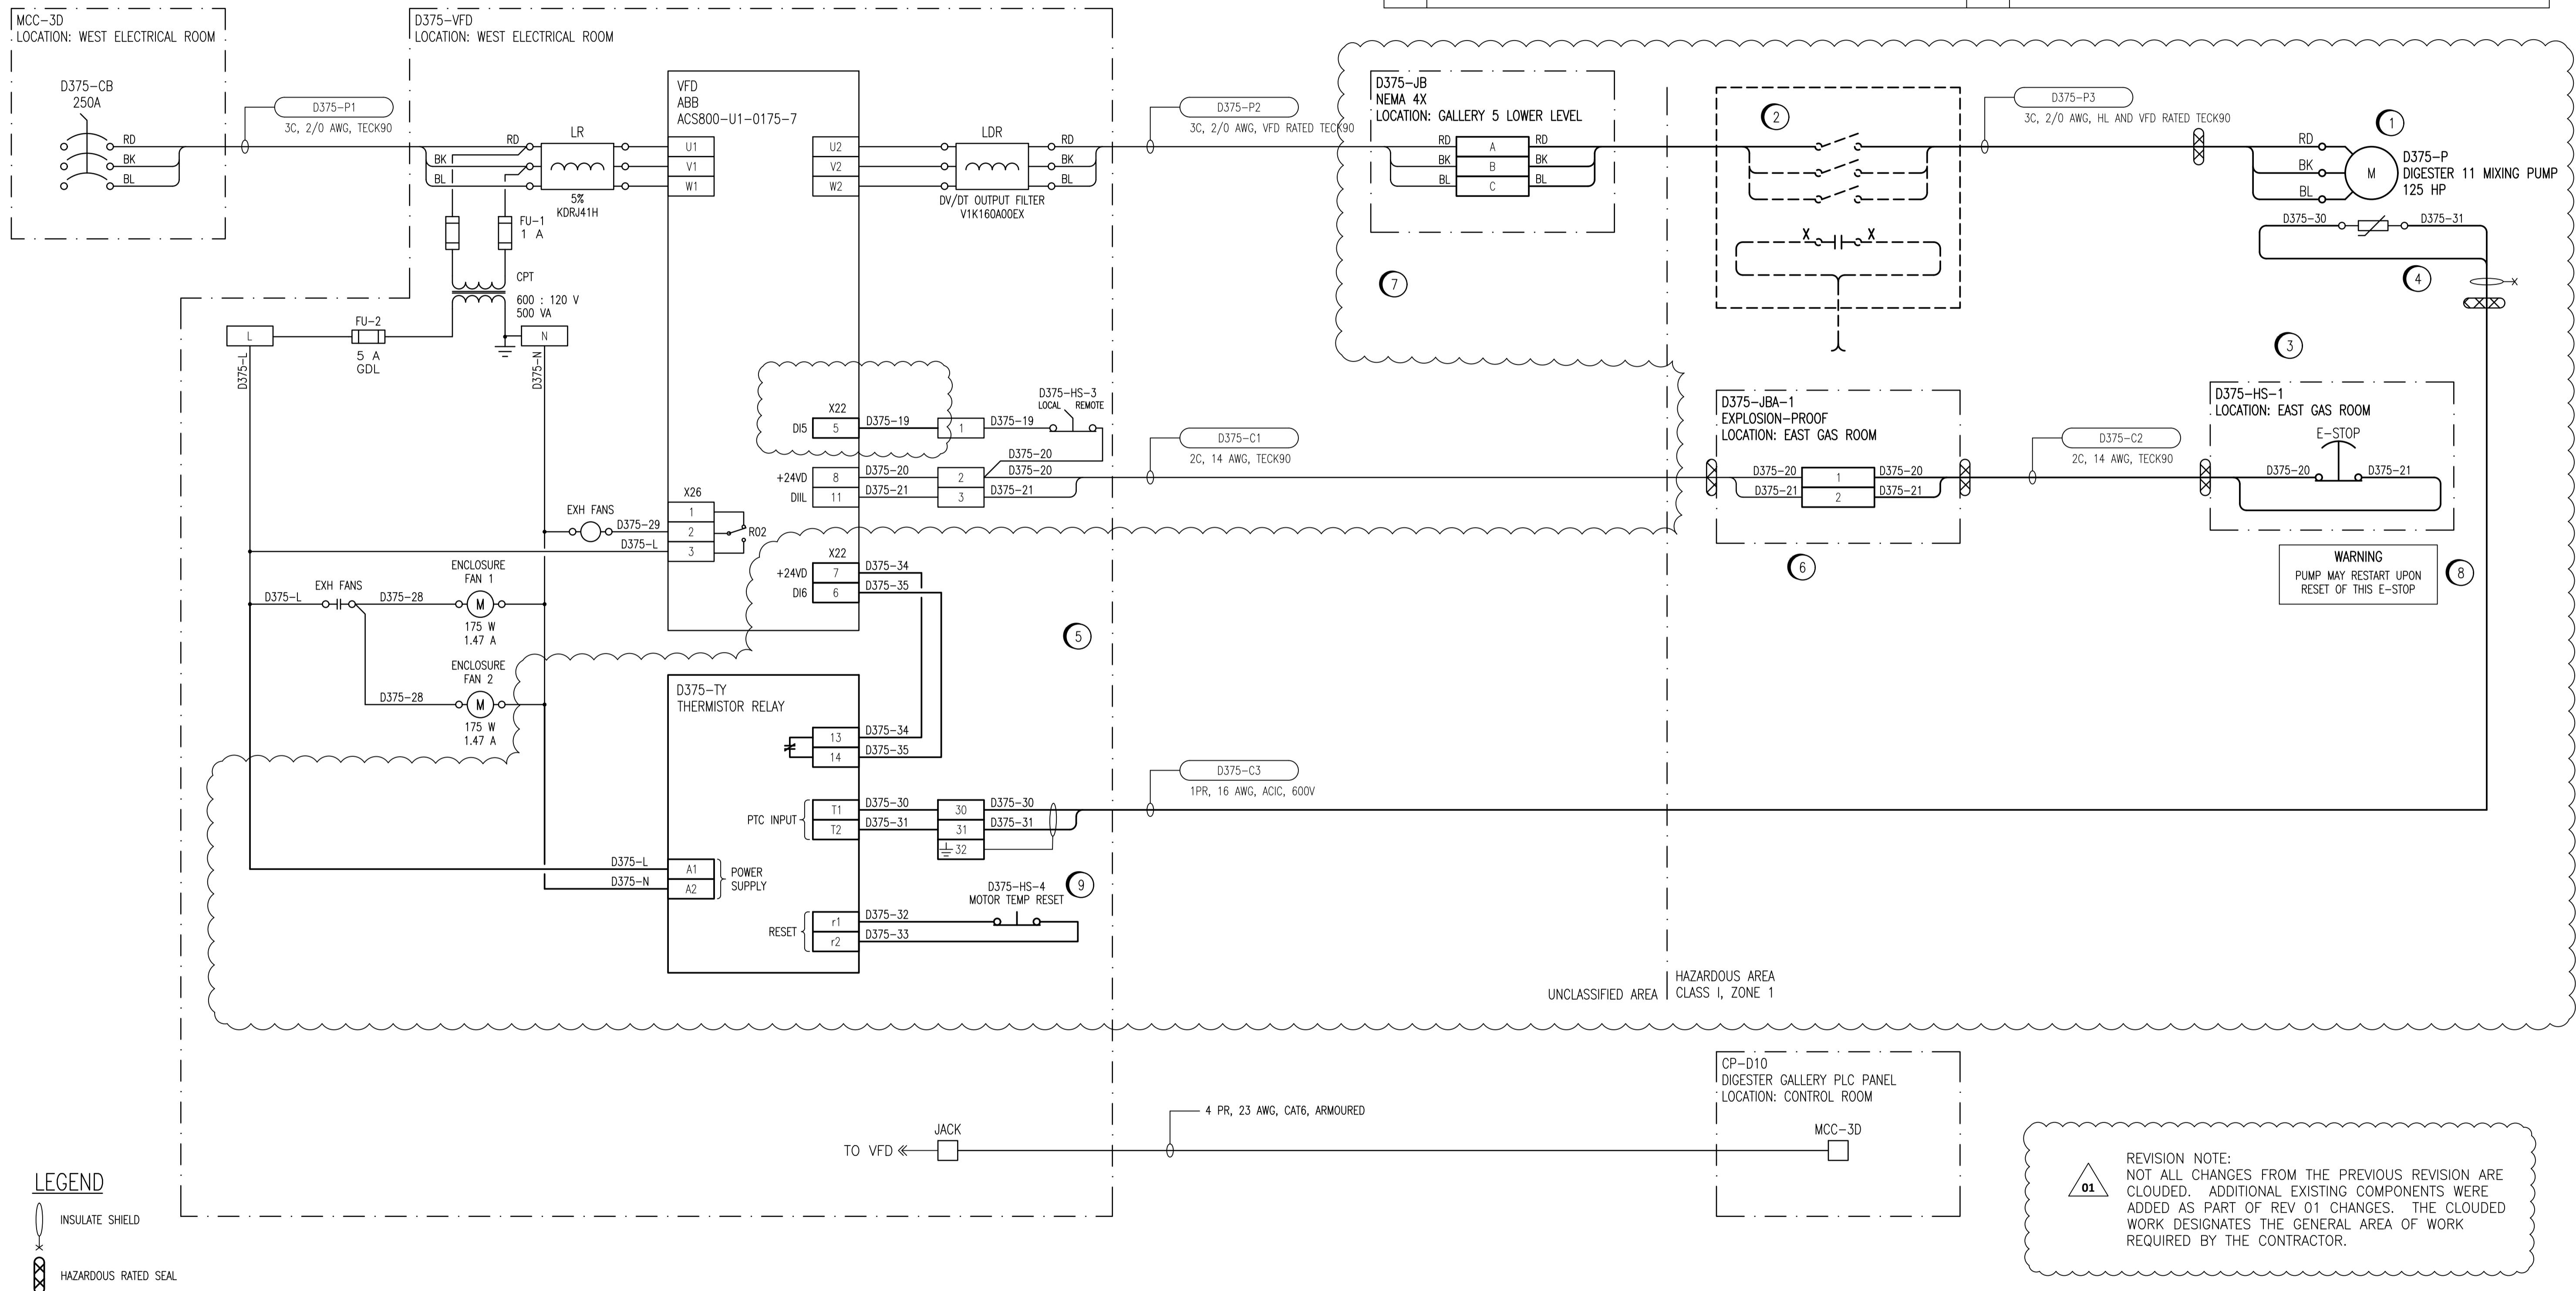 MCC-3D
LOCATION: WEST ELECTRICAL ROOM
D375-CB
250A
RD
BK
BL
D375-P1
3C, 2/0 AWG, TECK90
D375-VFD
LOCATION: WEST ELECTRICAL ROOM
RD
BK
BL
LR
5%
KDRJ41H
FU-1
1 A
CPT
600 : 120 V
500 VA
FU-2
5 A
GDL
L
N
D375-L
D375-N
VFD
ABB
ACS800-U1-0175-7
U1
V1
W1
U2
V2
W2
LDR
RD
BK
BL
DV/DT OUTPUT FILTER
V1K160A00EX
D375-P2
3C, 2/0 AWG, VFD RATED TECK90
D375-JB
NEMA 4X
LOCATION: GALLERY 5 LOWER LEVEL
RD A RD
BK B BK
BL C BL
7
2
X X
D375-P3
3C, 2/0 AWG, HL AND VFD RATED TECK90
1
RD
BK
BL
M
D375-P
DIGESTER 11 MIXING PUMP
125 HP
D375-30
D375-31
4
3
X22
DI5 5 D375-19 1 D375-19
D375-HS-3
LOCAL REMOTE
D375-20
+24VD 8 D375-20 2 D375-20
DIIL 11 D375-21 3 D375-21
D375-C1
2C, 14 AWG, TECK90
D375-JBA-1
EXPLOSION-PROOF
LOCATION: EAST GAS ROOM
D375-20 1 D375-20
D375-21 2 D375-21
6
D375-C2
2C, 14 AWG, TECK90
D375-HS-1
LOCATION: EAST GAS ROOM
E-STOP
D375-20
D375-21
WARNING
PUMP MAY RESTART UPON
RESET OF THIS E-STOP
8
X26
1
2
3
R02
EXH FANS
D375-29
D375-L
X22
+24VD 7 D375-34
DI6 6 D375-35
5
ENCLOSURE
FAN 1
EXH FANS
D375-L
D375-28
M
175 W
1.47 A
ENCLOSURE
FAN 2
D375-28
M
175 W
1.47 A
D375-TY
THERMISTOR RELAY
13 D375-34
14 D375-35
PTC INPUT
T1 D375-30 30 D375-30
T2 D375-31 31 D375-31
32
D375-C3
1PR, 16 AWG, ACIC, 600V
D375-L A1
D375-N A2
POWER
SUPPLY
D375-HS-4
MOTOR TEMP RESET
9
RESET
r1 D375-32
r2 D375-33
UNCLASSIFIED AREA
HAZARDOUS AREA
CLASS I, ZONE 1
CP-D10
DIGESTER GALLERY PLC PANEL
LOCATION: CONTROL ROOM
MCC-3D
4 PR, 23 AWG, CAT6, ARMOURED
JACK
TO VFD
01
REVISION NOTE:
NOT ALL CHANGES FROM THE PREVIOUS REVISION ARE
CLOUDED. ADDITIONAL EXISTING COMPONENTS WERE
ADDED AS PART OF REV 01 CHANGES. THE CLOUDED
WORK DESIGNATES THE GENERAL AREA OF WORK
REQUIRED BY THE CONTRACTOR.
LEGEND
INSULATE SHIELD
HAZARDOUS RATED SEAL